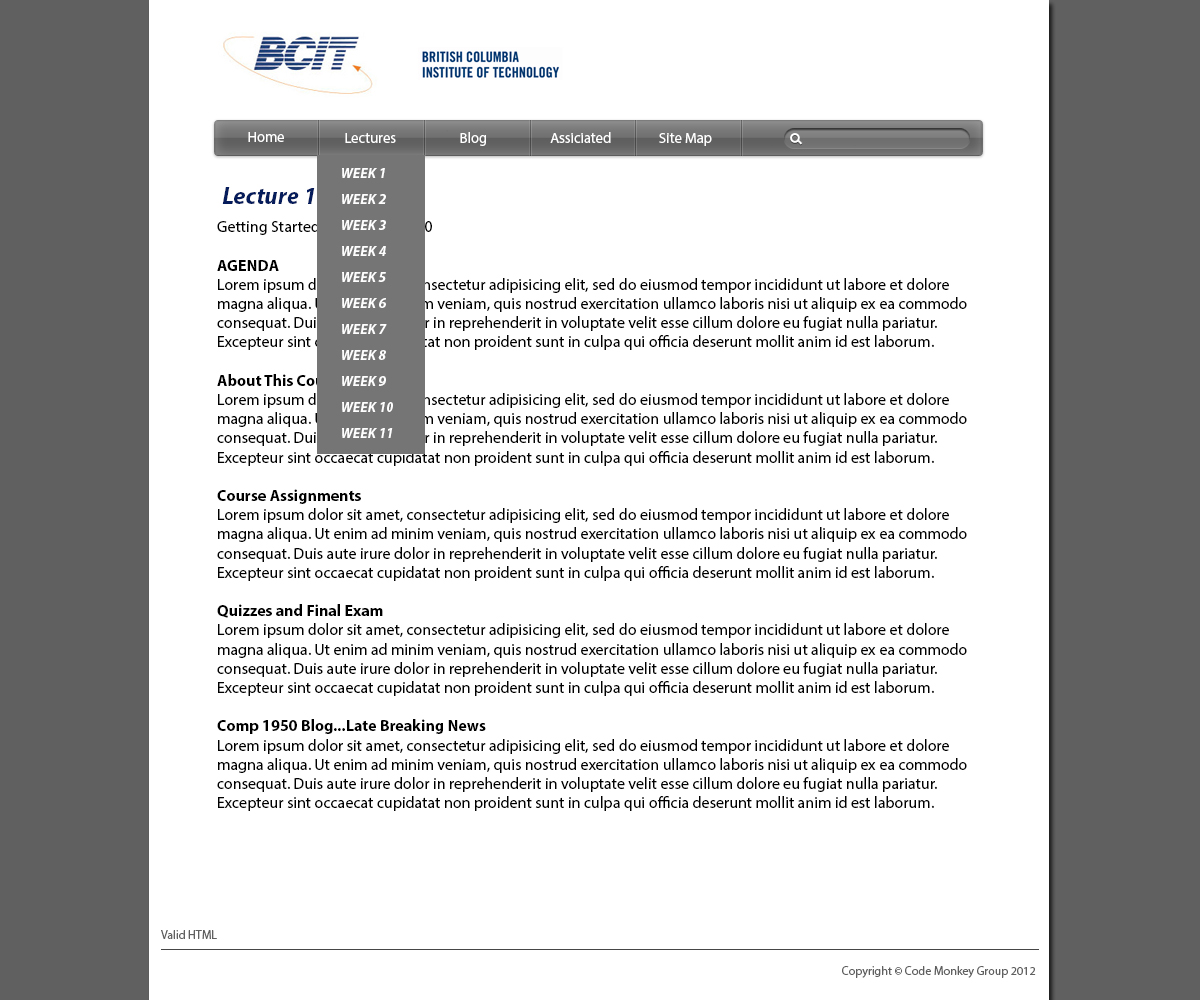 BCIT
BRITISH COLUMBIA
INSTITUTE OF TECHNOLOGY
Home Lectures Blog Assiciated Site Map
WEEK 1
WEEK 2
WEEK 3
WEEK 4
WEEK 5
WEEK 6
WEEK 7
WEEK 8
WEEK 9
WEEK 10
WEEK 11
Lecture 1
Getting Started 0
AGENDA
Lorem ipsum d nsectetur adipisicing elit, sed do eiusmod tempor incididunt ut labore et dolore
magna aliqua. U m veniam, quis nostrud exercitation ullamco laboris nisi ut aliquip ex ea commodo
consequat. Dui r in reprehenderit in voluptate velit esse cillum dolore eu fugiat nulla pariatur.
Excepteur sint o tat non proident sunt in culpa qui officia deserunt mollit anim id est laborum.
About This Cou
Lorem ipsum d nsectetur adipisicing elit, sed do eiusmod tempor incididunt ut labore et dolore
magna aliqua. U m veniam, quis nostrud exercitation ullamco laboris nisi ut aliquip ex ea commodo
consequat. Dui r in reprehenderit in voluptate velit esse cillum dolore eu fugiat nulla pariatur.
Excepteur sint occaecat cupidatat non proident sunt in culpa qui officia deserunt mollit anim id est laborum.
Course Assignments
Lorem ipsum dolor sit amet, consectetur adipisicing elit, sed do eiusmod tempor incididunt ut labore et dolore
magna aliqua. Ut enim ad minim veniam, quis nostrud exercitation ullamco laboris nisi ut aliquip ex ea commodo
consequat. Duis aute irure dolor in reprehenderit in voluptate velit esse cillum dolore eu fugiat nulla pariatur.
Excepteur sint occaecat cupidatat non proident sunt in culpa qui officia deserunt mollit anim id est laborum.
Quizzes and Final Exam
Lorem ipsum dolor sit amet, consectetur adipisicing elit, sed do eiusmod tempor incididunt ut labore et dolore
magna aliqua. Ut enim ad minim veniam, quis nostrud exercitation ullamco laboris nisi ut aliquip ex ea commodo
consequat. Duis aute irure dolor in reprehenderit in voluptate velit esse cillum dolore eu fugiat nulla pariatur.
Excepteur sint occaecat cupidatat non proident sunt in culpa qui officia deserunt mollit anim id est laborum.
Comp 1950 Blog...Late Breaking News
Lorem ipsum dolor sit amet, consectetur adipisicing elit, sed do eiusmod tempor incididunt ut labore et dolore
magna aliqua. Ut enim ad minim veniam, quis nostrud exercitation ullamco laboris nisi ut aliquip ex ea commodo
consequat. Duis aute irure dolor in reprehenderit in voluptate velit esse cillum dolore eu fugiat nulla pariatur.
Excepteur sint occaecat cupidatat non proident sunt in culpa qui officia deserunt mollit anim id est laborum.
Valid HTML
Copyright © Code Monkey Group 2012